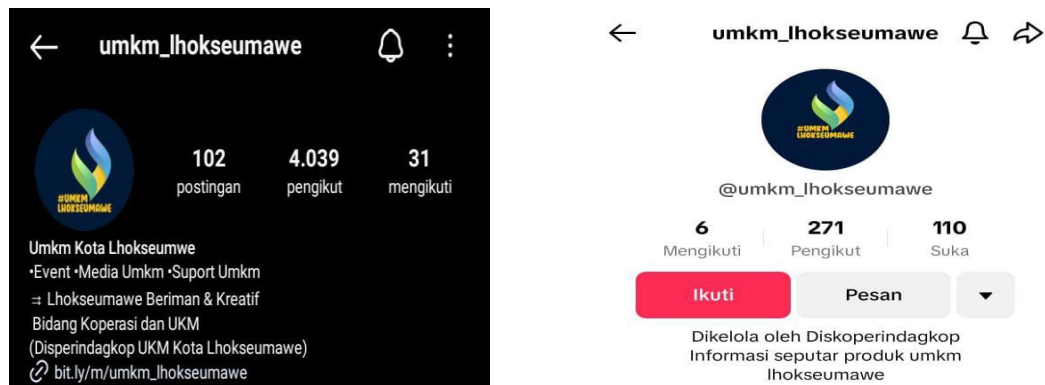 umkm_lhokseumawe
#UMKM
LHOKSEUMAWE
102 4.039 31
postingan pengikut mengikuti
Umkm Kota Lhokseumwe
•Event •Media Umkm •Suport Umkm
⇉ Lhokseumawe Beriman & Kreatif
Bidang Koperasi dan UKM
(Disperindagkop UKM Kota Lhokseumawe)
bit.ly/m/umkm_lhokseumawe
umkm_lhokseumawe
#UMKM
LHOKSEUMAWE
@umkm_lhokseumawe
6 271 110
Mengikuti Pengikut Suka
Ikuti Pesan
Dikelola oleh Diskoperindagkop
Informasi seputar produk umkm
lhokseumawe